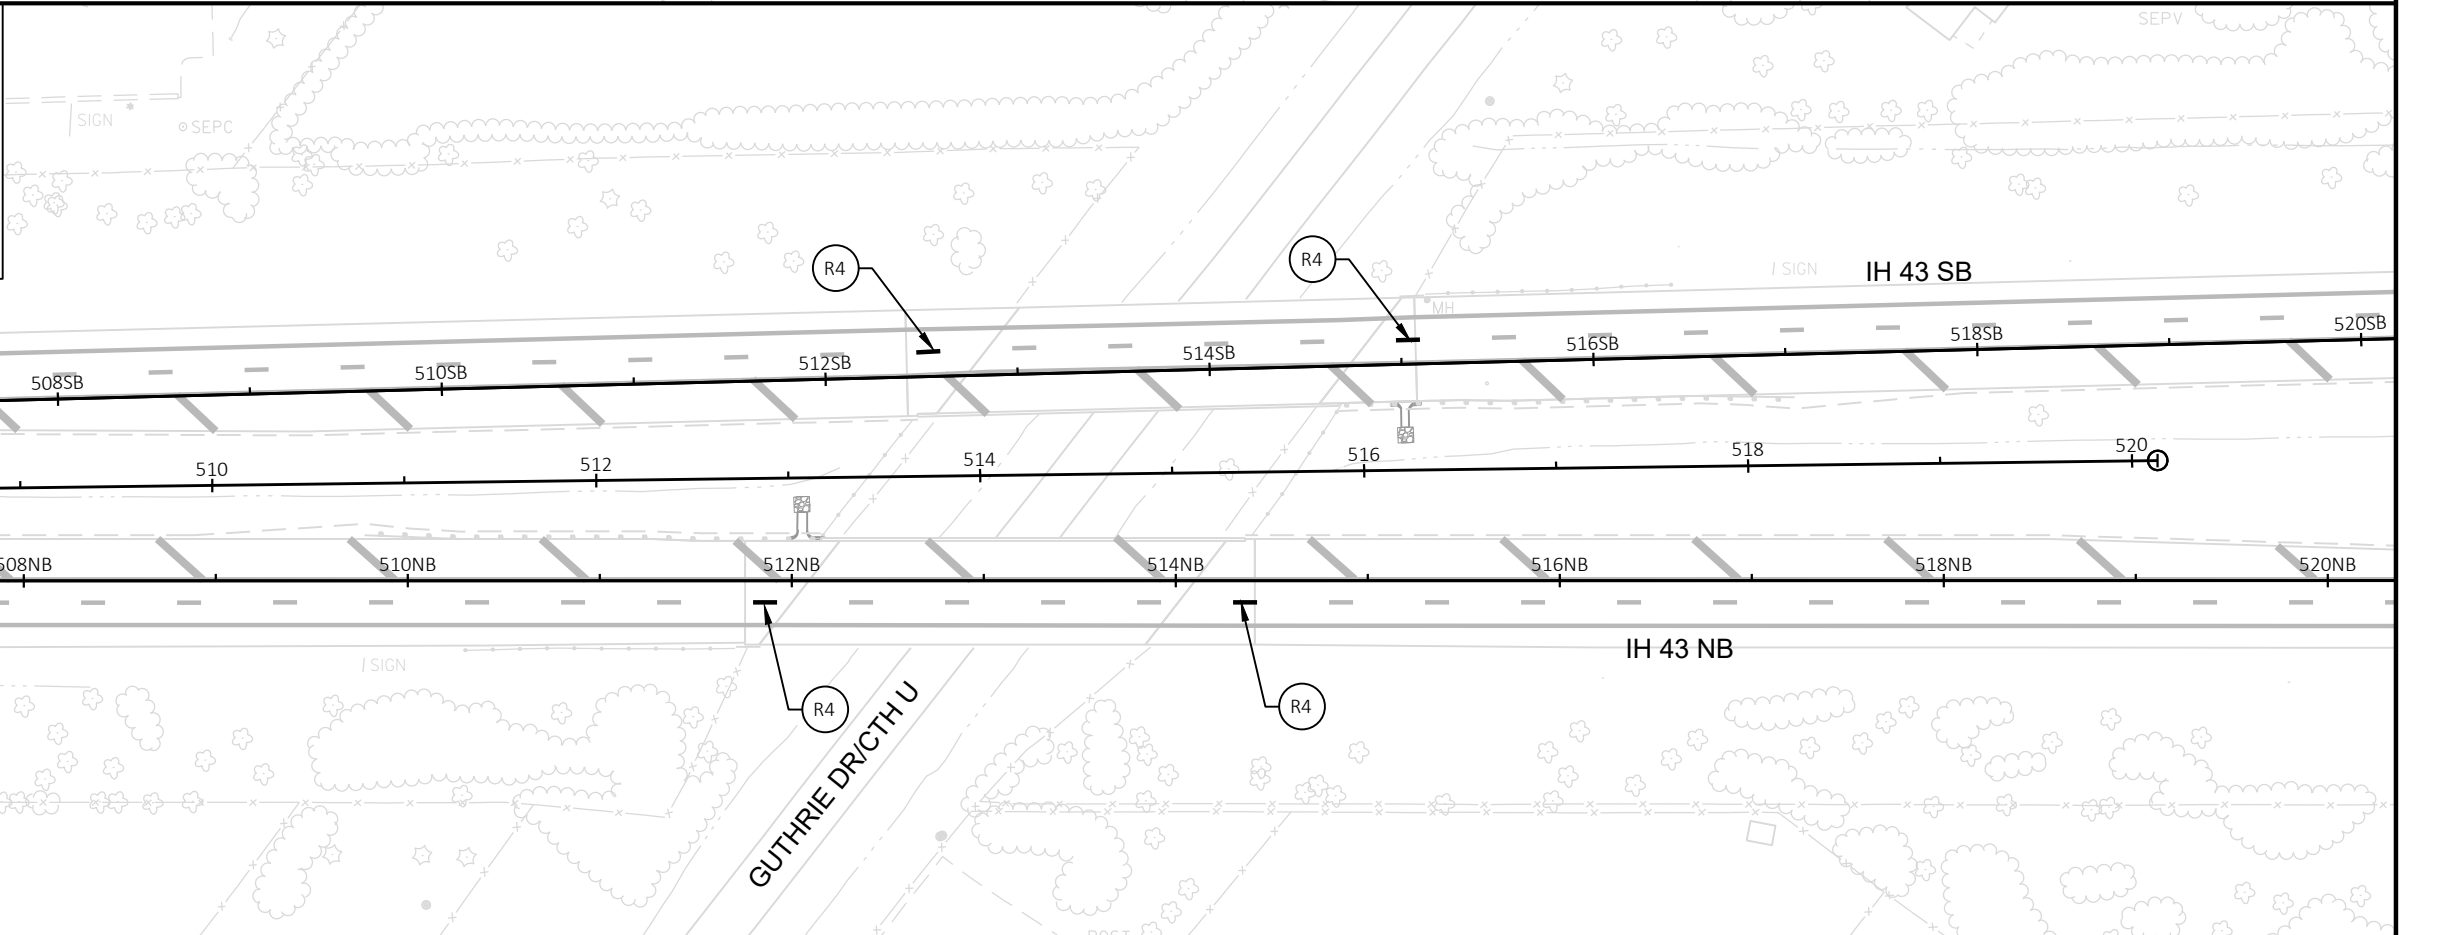 SEPV
SIGN
SEPC
R4
R4
SIGN
IH 43 SB
MH
508SB
510SB
512SB
514SB
516SB
518SB
520SB
510
512
514
516
518
520
508NB
510NB
512NB
514NB
516NB
518NB
520NB
IH 43 NB
SIGN
R4
R4
GUTHRIE DR/CTH U